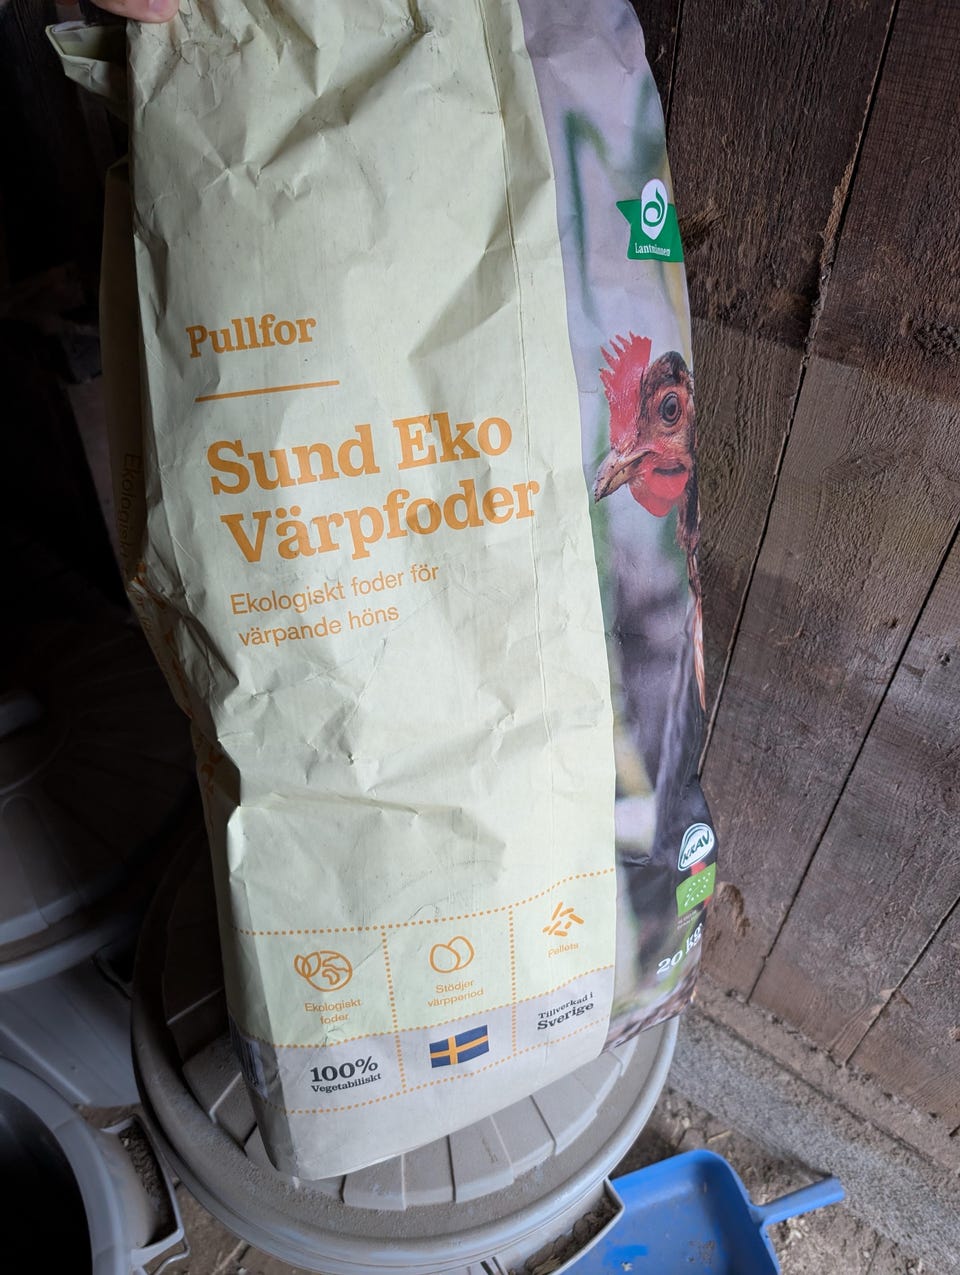 Lantmännen
Pullfor
Sund Eko
Värpfoder
Ekologiskt foder för
värpande höns
KRAV
20 kg
Ekologiskt
foder
Stödjer
värpperiod
Pellets
100%
Vegetabiliskt
Tillverkad i
Sverige